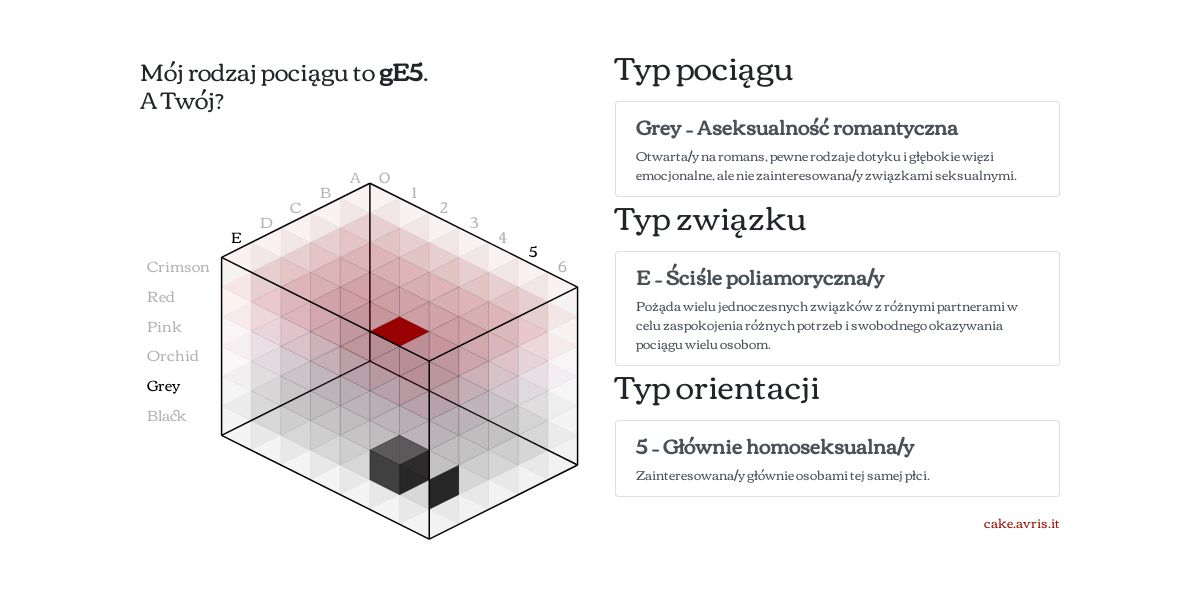 Mój rodzaj pociągu to gE5.
A Twój?
A
O
B
1
C
2
D
3
E
4
5
6
Crimson
Red
Pink
Orchid
Grey
Black
Typ pociągu
Grey - Aseksualność romantyczna
Otwarta/y na romans, pewne rodzaje dotyku i głębokie więzi
emocjonalne, ale nie zainteresowana/y związkami seksualnymi.
Typ związku
E - Ściśle poliamoryczna/y
Pożąda wielu jednoczesnych związków z różnymi partnerami w
celu zaspokojenia różnych potrzeb i swobodnego okazywania
pociągu wielu osobom.
Typ orientacji
5 - Głównie homoseksualna/y
Zainteresowana/y głównie osobami tej samej płci.
cake.avris.it